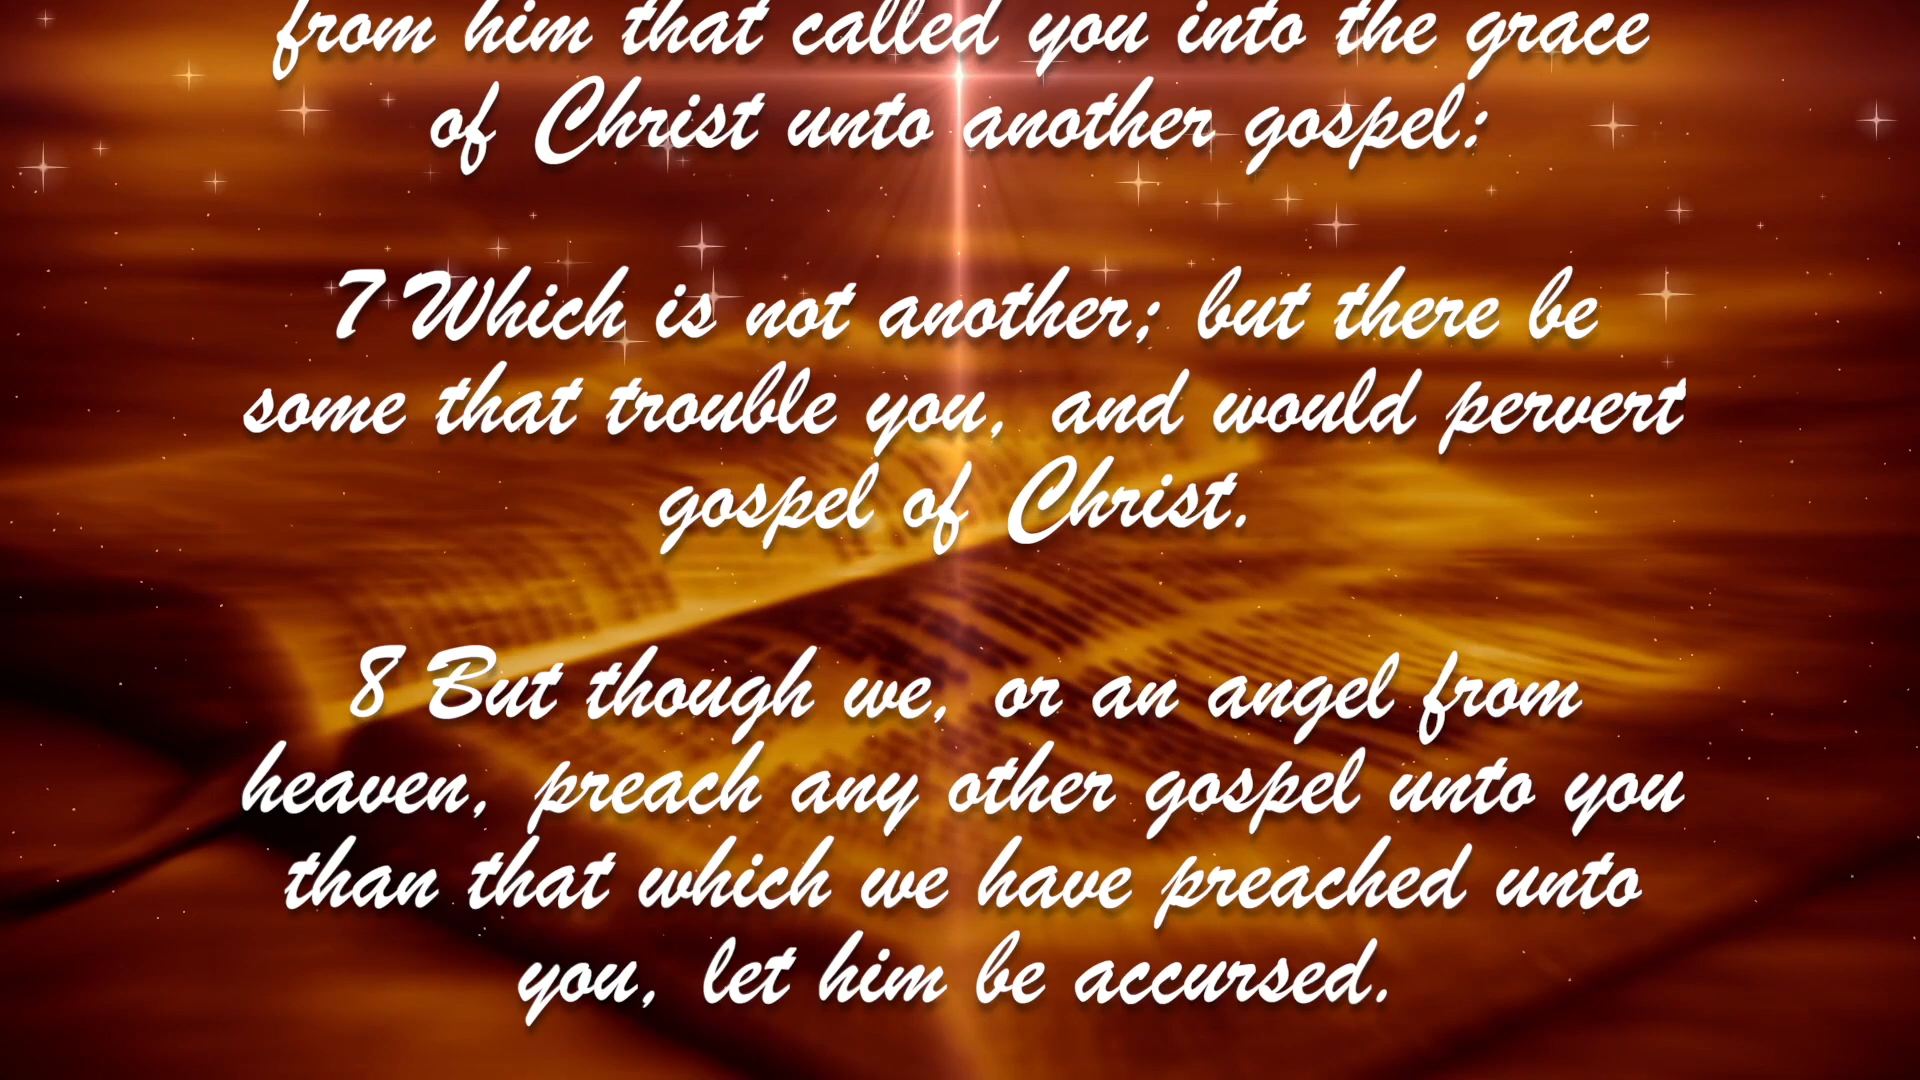 from him that called you into the grace
of Christ unto another gospel:
7 Which is not another; but there be
some that trouble you, and would pervert
gospel of Christ.
8 But though we, or an angel from
heaven, preach any other gospel unto you
than that which we have preached unto
you, let him be accursed.